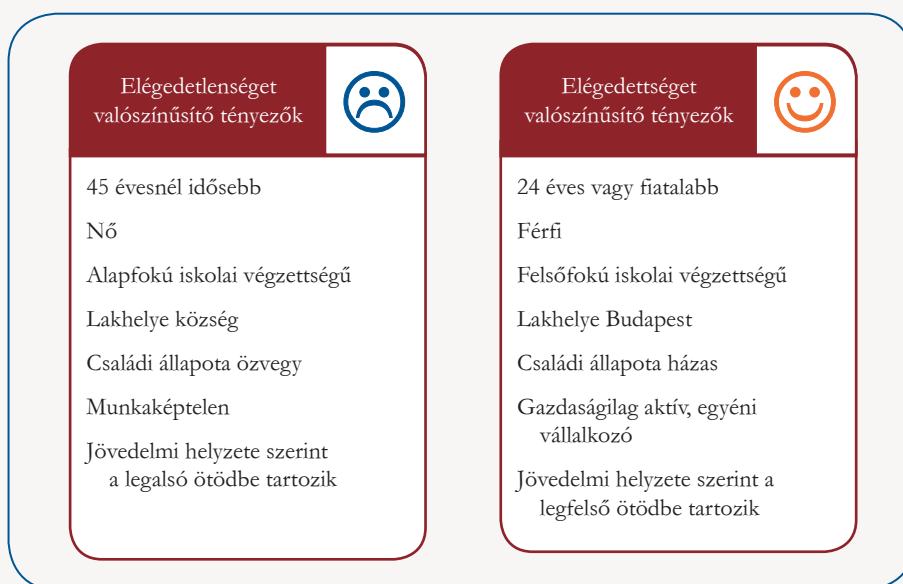 Elégedetlenséget
valószínűsítő tényezők
45 évesnél idősebb
Nő
Alapfokú iskolai végzettségű
Lakhelye község
Családi állapota özvegy
Munkaképtelen
Jövedelmi helyzete szerint
a legalsó ötödbe tartozik
Elégedettséget
valószínűsítő tényezők
24 éves vagy fiatalabb
Férfi
Felsőfokú iskolai végzettségű
Lakhelye Budapest
Családi állapota házas
Gazdaságilag aktív, egyéni
vállalkozó
Jövedelmi helyzete szerint a
legfelső ötödbe tartozik